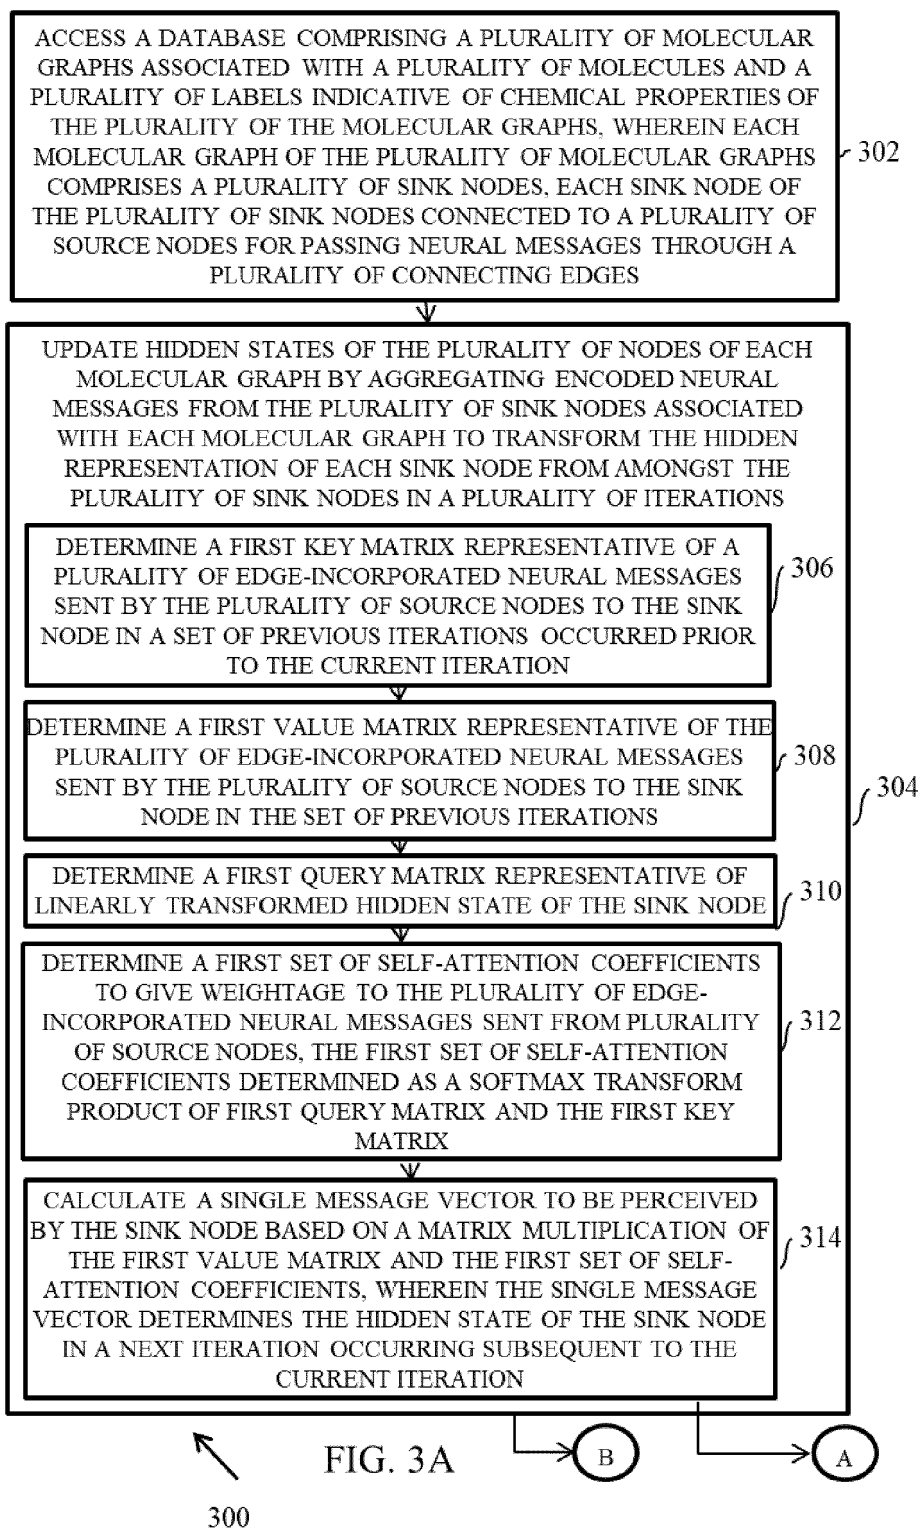 ACCESS A DATABASE COMPRISING A PLURALITY OF MOLECULAR
GRAPHS ASSOCIATED WITH A PLURALITY OF MOLECULES AND A
PLURALITY OF LABELS INDICATIVE OF CHEMICAL PROPERTIES OF
THE PLURALITY OF THE MOLECULAR GRAPHS, WHEREIN EACH
MOLECULAR GRAPH OF THE PLURALITY OF MOLECULAR GRAPHS
COMPRISES A PLURALITY OF SINK NODES, EACH SINK NODE OF
THE PLURALITY OF SINK NODES CONNECTED TO A PLURALITY OF
SOURCE NODES FOR PASSING NEURAL MESSAGES THROUGH A
PLURALITY OF CONNECTING EDGES
302
UPDATE HIDDEN STATES OF THE PLURALITY OF NODES OF EACH
MOLECULAR GRAPH BY AGGREGATING ENCODED NEURAL
MESSAGES FROM THE PLURALITY OF SINK NODES ASSOCIATED
WITH EACH MOLECULAR GRAPH TO TRANSFORM THE HIDDEN
REPRESENTATION OF EACH SINK NODE FROM AMONGST THE
PLURALITY OF SINK NODES IN A PLURALITY OF ITERATIONS
DETERMINE A FIRST KEY MATRIX REPRESENTATIVE OF A
PLURALITY OF EDGE-INCORPORATED NEURAL MESSAGES
SENT BY THE PLURALITY OF SOURCE NODES TO THE SINK
NODE IN A SET OF PREVIOUS ITERATIONS OCCURRED PRIOR
TO THE CURRENT ITERATION
306
DETERMINE A FIRST VALUE MATRIX REPRESENTATIVE OF THE
PLURALITY OF EDGE-INCORPORATED NEURAL MESSAGES
SENT BY THE PLURALITY OF SOURCE NODES TO THE SINK
NODE IN THE SET OF PREVIOUS ITERATIONS
308
304
DETERMINE A FIRST QUERY MATRIX REPRESENTATIVE OF
LINEARLY TRANSFORMED HIDDEN STATE OF THE SINK NODE
310
DETERMINE A FIRST SET OF SELF-ATTENTION COEFFICIENTS
TO GIVE WEIGHTAGE TO THE PLURALITY OF EDGE-
INCORPORATED NEURAL MESSAGES SENT FROM PLURALITY
OF SOURCE NODES, THE FIRST SET OF SELF-ATTENTION
COEFFICIENTS DETERMINED AS A SOFTMAX TRANSFORM
PRODUCT OF FIRST QUERY MATRIX AND THE FIRST KEY
MATRIX
312
CALCULATE A SINGLE MESSAGE VECTOR TO BE PERCEIVED
BY THE SINK NODE BASED ON A MATRIX MULTIPLICATION OF
THE FIRST VALUE MATRIX AND THE FIRST SET OF SELF-
ATTENTION COEFFICIENTS, WHEREIN THE SINGLE MESSAGE
VECTOR DETERMINES THE HIDDEN STATE OF THE SINK NODE
IN A NEXT ITERATION OCCURRING SUBSEQUENT TO THE
CURRENT ITERATION
314
B
A
FIG. 3A
300